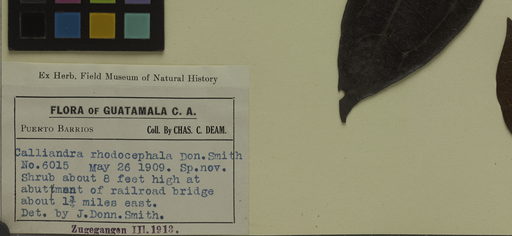 Ex Herb. Field Museum of Natural History
FLORA OF GUATAMALA C. A.
PUERTO BARRIOS Coll. By CHAS. C. DEAM.
Calliandra rhodocephala Don.Smith
No.6015 May 26 1909. Sp.nov.
Shrub about 8 feet high at
abutment of railroad bridge
about 1½ miles east.
Det. by J.Donn.Smith.
Zugegangen III.1913.